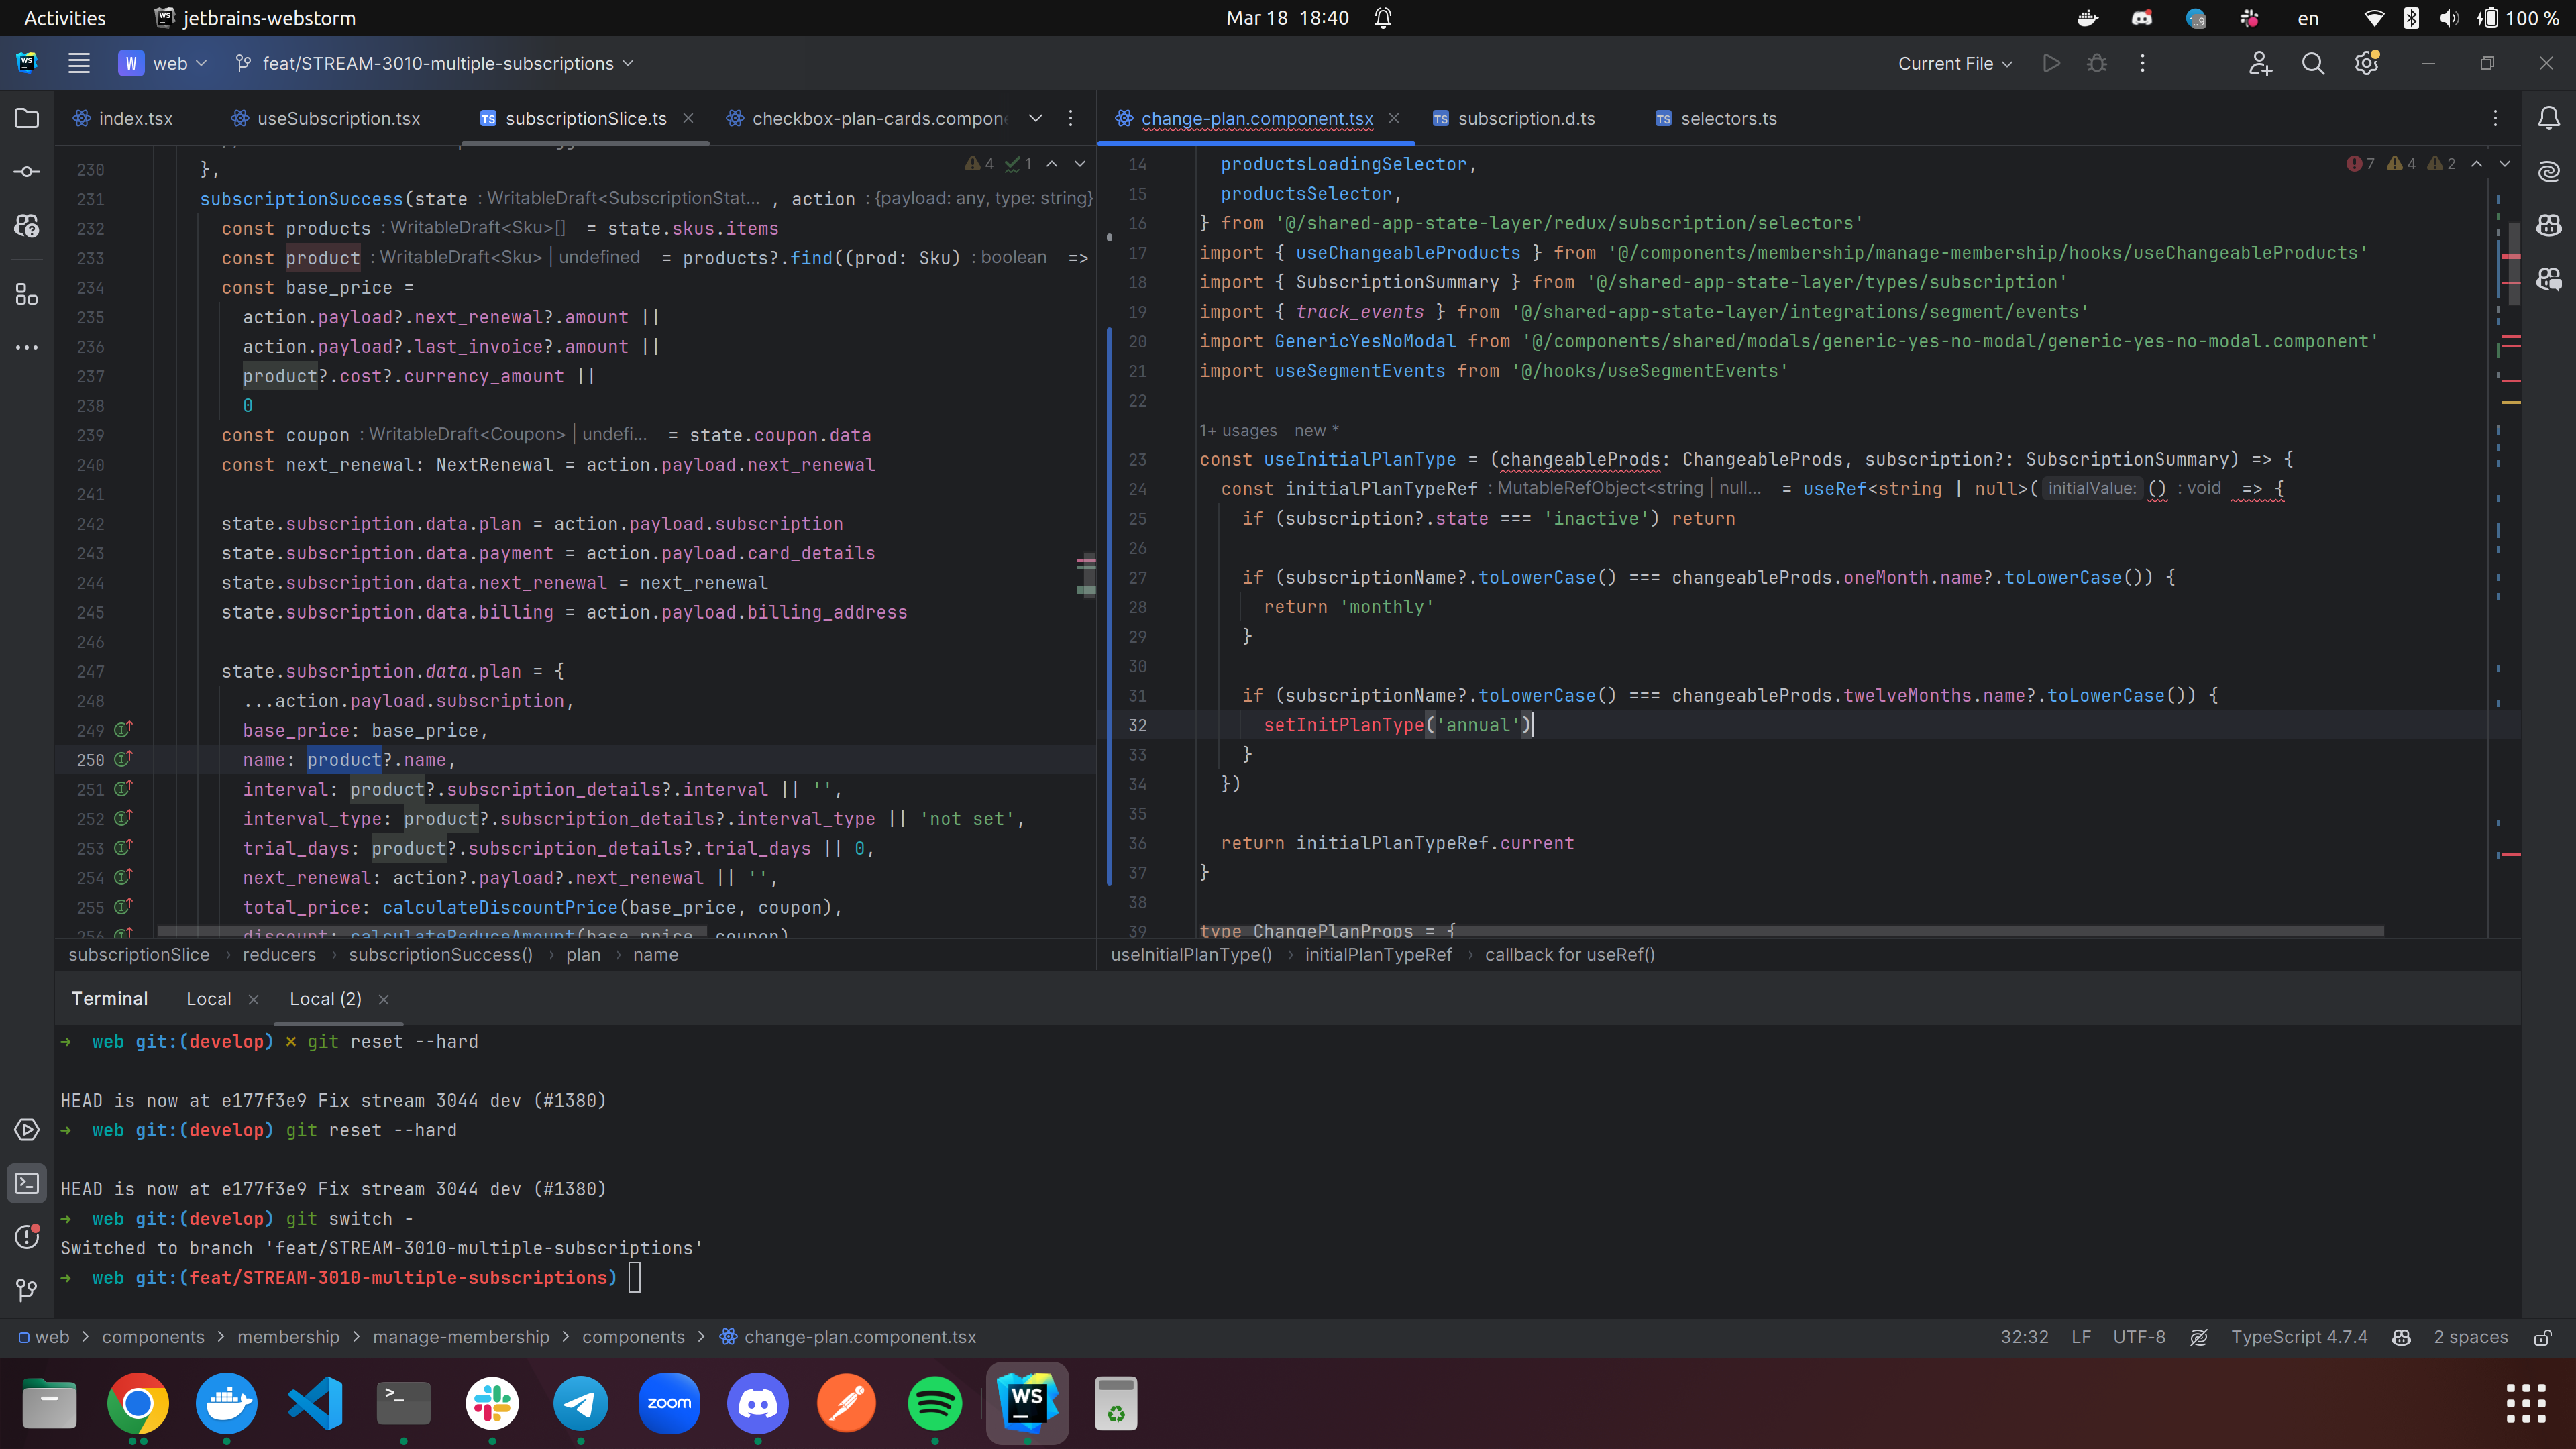 Activities
jetbrains-webstorm
Mar 18 18:40
en
100 %
WS
W
web
feat/STREAM-3010-multiple-subscriptions
Current File
index.tsx
useSubscription.tsx
TS subscriptionSlice.ts
checkbox-plan-cards.compon
change-plan.component.tsx
TS subscription.d.ts
TS selectors.ts
4
1
230 },
231 subscriptionSuccess(state : WritableDraft<SubscriptionStat... , action : {payload: any, type: string}
232 const products : WritableDraft<Sku>[] = state.skus.items
233 const product : WritableDraft<Sku> | undefined = products?.find((prod: Sku) : boolean =>
234 const base_price =
235 action.payload?.next_renewal?.amount ||
236 action.payload?.last_invoice?.amount ||
237 product?.cost?.currency_amount ||
238 0
239 const coupon : WritableDraft<Coupon> | undefi... = state.coupon.data
240 const next_renewal: NextRenewal = action.payload.next_renewal
241
242 state.subscription.data.plan = action.payload.subscription
243 state.subscription.data.payment = action.payload.card_details
244 state.subscription.data.next_renewal = next_renewal
245 state.subscription.data.billing = action.payload.billing_address
246
247 state.subscription.data.plan = {
248 ...action.payload.subscription,
249 base_price: base_price,
250 name: product?.name,
251 interval: product?.subscription_details?.interval || '',
252 interval_type: product?.subscription_details?.interval_type || 'not set',
253 trial_days: product?.subscription_details?.trial_days || 0,
254 next_renewal: action?.payload?.next_renewal || '',
255 total_price: calculateDiscountPrice(base_price, coupon),
256 discount: calculateReduceAmount(base_price, coupon)
subscriptionSlice › reducers › subscriptionSuccess() › plan › name
7
4
2
14 productsLoadingSelector,
15 productsSelector,
16 } from '@/shared-app-state-layer/redux/subscription/selectors'
17 import { useChangeableProducts } from '@/components/membership/manage-membership/hooks/useChangeableProducts'
18 import { SubscriptionSummary } from '@/shared-app-state-layer/types/subscription'
19 import { track_events } from '@/shared-app-state-layer/integrations/segment/events'
20 import GenericYesNoModal from '@/components/shared/modals/generic-yes-no-modal/generic-yes-no-modal.component'
21 import useSegmentEvents from '@/hooks/useSegmentEvents'
22
1+ usages new *
23 const useInitialPlanType = (changeableProds: ChangeableProds, subscription?: SubscriptionSummary) => {
24 const initialPlanTypeRef : MutableRefObject<string | null... = useRef<string | null>( initialValue: () : void => {
25 if (subscription?.state === 'inactive') return
26
27 if (subscriptionName?.toLowerCase() === changeableProds.oneMonth.name?.toLowerCase()) {
28 return 'monthly'
29 }
30
31 if (subscriptionName?.toLowerCase() === changeableProds.twelveMonths.name?.toLowerCase()) {
32 setInitPlanType('annual')
33 }
34 })
35
36 return initialPlanTypeRef.current
37 }
38
39 type ChangePlanProps = {
useInitialPlanType() › initialPlanTypeRef › callback for useRef()
Terminal
Local
Local (2)
→ web git:(develop) × git reset --hard
HEAD is now at e177f3e9 Fix stream 3044 dev (#1380)
→ web git:(develop) git reset --hard
HEAD is now at e177f3e9 Fix stream 3044 dev (#1380)
→ web git:(develop) git switch -
Switched to branch 'feat/STREAM-3010-multiple-subscriptions'
→ web git:(feat/STREAM-3010-multiple-subscriptions)
web > components > membership > manage-membership > components > change-plan.component.tsx
32:32
LF
UTF-8
TypeScript 4.7.4
2 spaces
zoom
WS